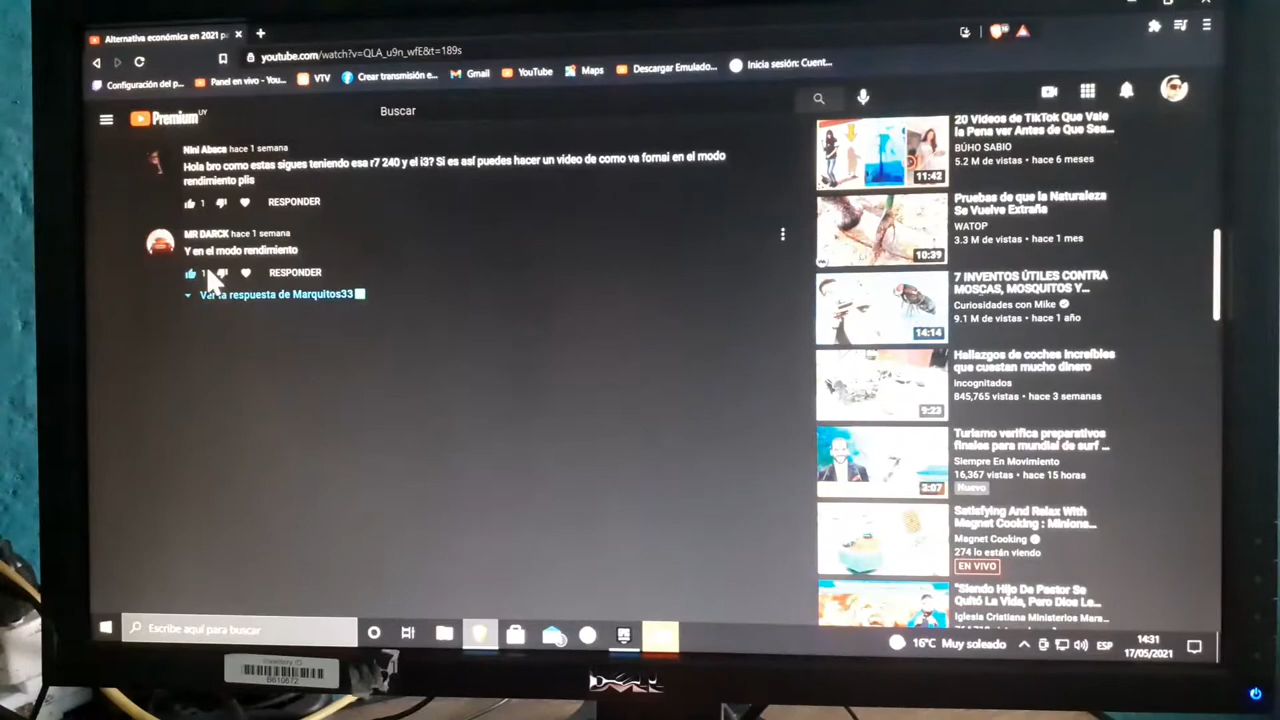 Alternativa económica en 2021 p
youtube.com/watch?v=QLA_u9n_wfE&t=189s
Configuración del p...
Panel en vivo - You...
VTV
Crear transmisión e...
Gmail
YouTube
Maps
Descargar Emulado...
Inicia sesión: Cuent...
Premium UY
Buscar
Nini Abaca hace 1 semana
Hola bro como estas sigues teniendo esa r7 240 y el i3? Si es así puedes hacer un video de como va fornai en el modo
rendimiento plis
1 RESPONDER
MR DARCK hace 1 semana
Y en el modo rendimiento
1 RESPONDER
Ver la respuesta de Marquitos33
20 Videos de TikTok Que Vale
la Pena ver Antes de Que Sea...
BÚHO SABIO
5.2 M de vistas • hace 6 meses
11:42
Pruebas de que la Naturaleza
Se Vuelve Extraña
WATOP
3.3 M de vistas • hace 1 mes
10:39
7 INVENTOS ÚTILES CONTRA
MOSCAS, MOSQUITOS Y...
Curiosidades con Mike
9.1 M de vistas • hace 1 año
14:14
Hallazgos de coches increíbles
que cuestan mucho dinero
incognitados
845,765 vistas • hace 3 semanas
9:23
Turismo verifica preparativos
finales para mundial de surf ...
Siempre En Movimiento
16,367 vistas • hace 15 horas
Nuevo
3:07
Satisfying And Relax With
Magnet Cooking : Minions...
Magnet Cooking
274 lo están viendo
EN VIVO
"Siendo Hijo De Pastor Se
Quitó La Vida, Pero Dios Le...
Iglesia Cristiana Ministerios Mara...
Escribe aquí para buscar
16°C Muy soleado
ESP
14:31
17/05/2021
B610672
DELL